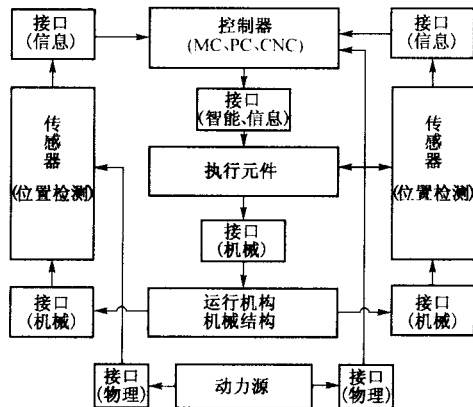 接口
(信息)
控制器
(MC、PC、CNC)
接口
(信息)
接口
(智能、信息)
传感器
(位置检测)
执行元件
传感器
(位置检测)
接口
(机械)
接口
(机械)
运行机构
机械结构
接口
(机械)
接口
(物理)
动力源
接口
(物理)